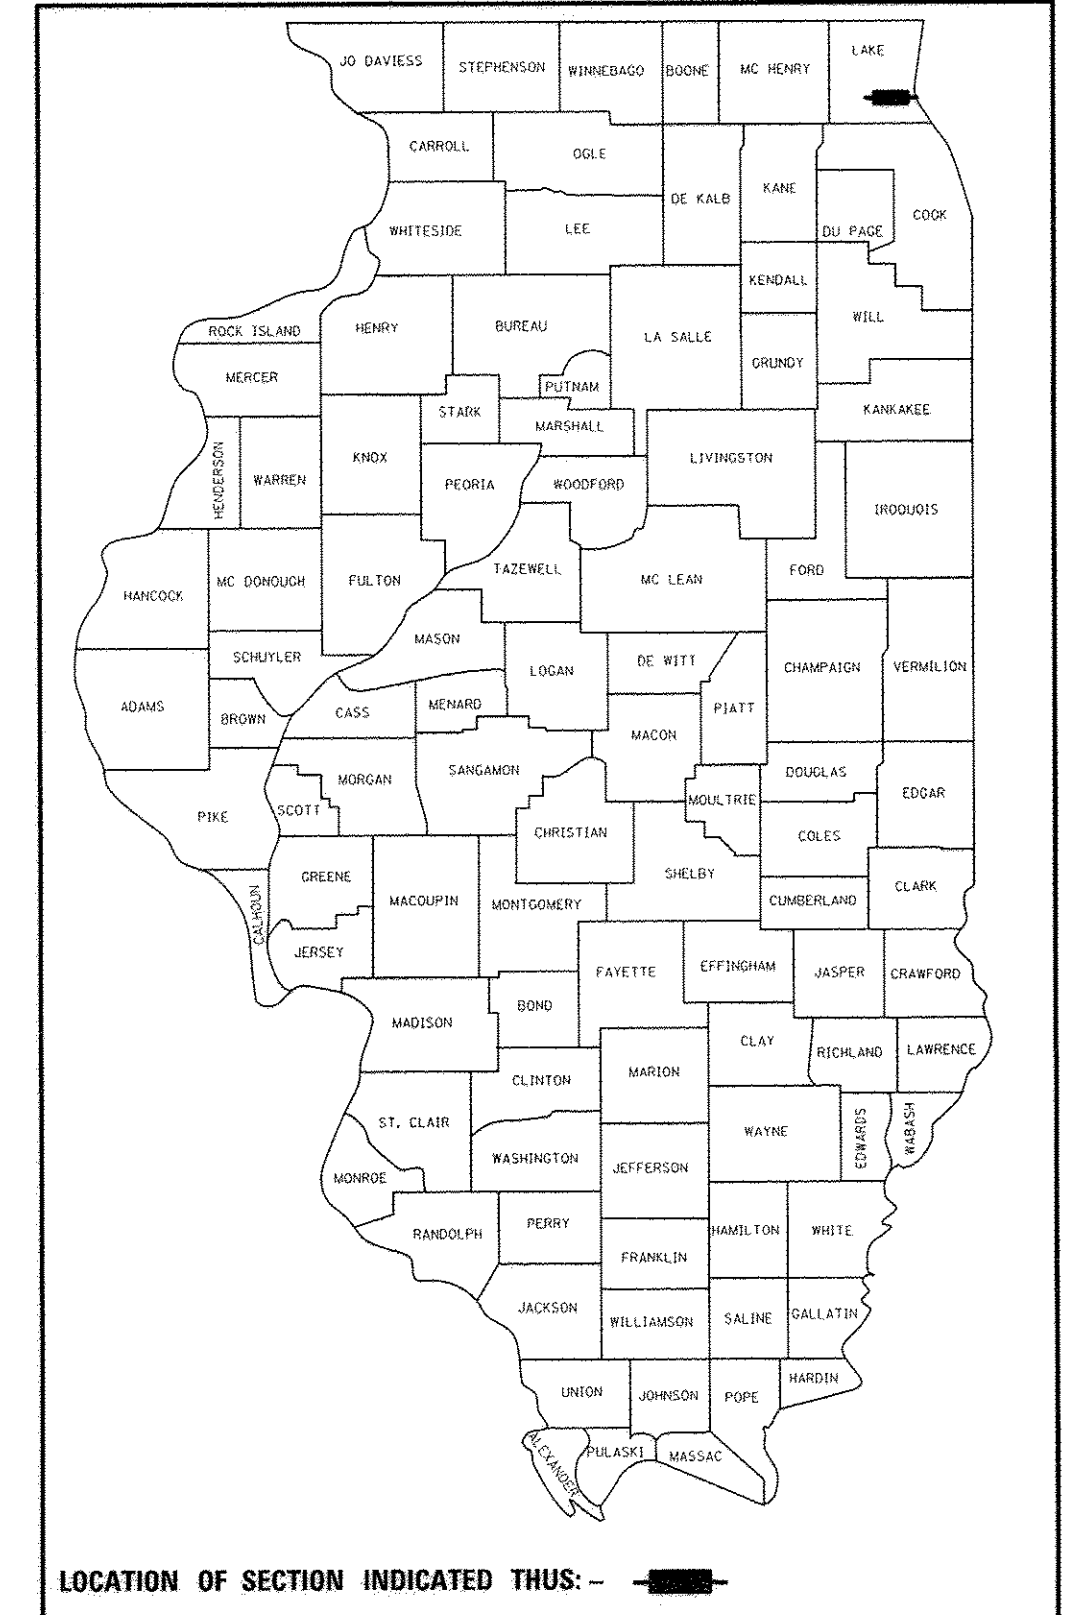 JO DAVIESS
STEPHENSON
WINNEBAGO
BOONE
MC HENRY
LAKE
CARROLL
OGLE
DE KALB
KANE
COOK
DU PAGE
WHITESIDE
LEE
KENDALL
ROCK ISLAND
HENRY
BUREAU
LA SALLE
WILL
GRUNDY
MERCER
PUTNAM
STARK
MARSHALL
KANKAKEE
HENDERSON
WARREN
KNOX
PEORIA
WOODFORD
LIVINGSTON
IROQUOIS
HANCOCK
MC DONOUGH
FULTON
TAZEWELL
MC LEAN
FORD
MASON
SCHUYLER
LOGAN
DE WITT
CHAMPAIGN
VERMILION
ADAMS
BROWN
CASS
MENARD
PIATT
MACON
PIKE
SCOTT
MORGAN
SANGAMON
DOUGLAS
EDGAR
MOULTRIE
CHRISTIAN
COLES
SHELBY
GREENE
CALHOUN
MACOUPIN
MONTGOMERY
CUMBERLAND
CLARK
JERSEY
FAYETTE
EFFINGHAM
JASPER
CRAWFORD
BOND
MADISON
CLAY
RICHLAND
LAWRENCE
CLINTON
MARION
ST. CLAIR
WAYNE
EDWARDS
WABASH
WASHINGTON
JEFFERSON
MONROE
RANDOLPH
PERRY
HAMILTON
WHITE
FRANKLIN
JACKSON
WILLIAMSON
SALINE
GALLATIN
UNION
JOHNSON
POPE
HARDIN
ALEXANDER
PULASKI
MASSAC
LOCATION OF SECTION INDICATED THUS: –